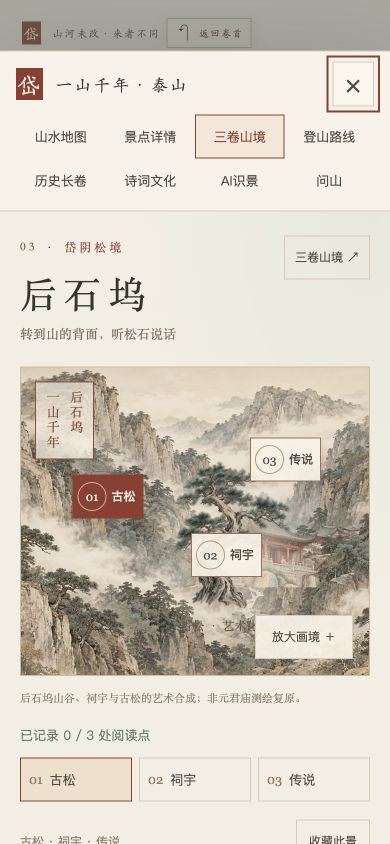 岱
山河未改 · 来者不同
返回卷首
岱
一山千年 · 泰山
山水地图
景点详情
三卷山境
登山路线
历史长卷
诗词文化
AI识景
问山
03 · 岱阴松境
三卷山境 ↗
后石坞
转到山的背面，听松石说话
后石坞
一山千年
03 传说
01 古松
02 祠宇
· 艺术
放大画境 +
后石坞山谷、祠宇与古松的艺术合成；非元君庙测绘复原。
已记录 0 / 3 处阅读点
01 古松
02 祠宇
03 传说
古松 · 祠宇 · 传说
收藏此景